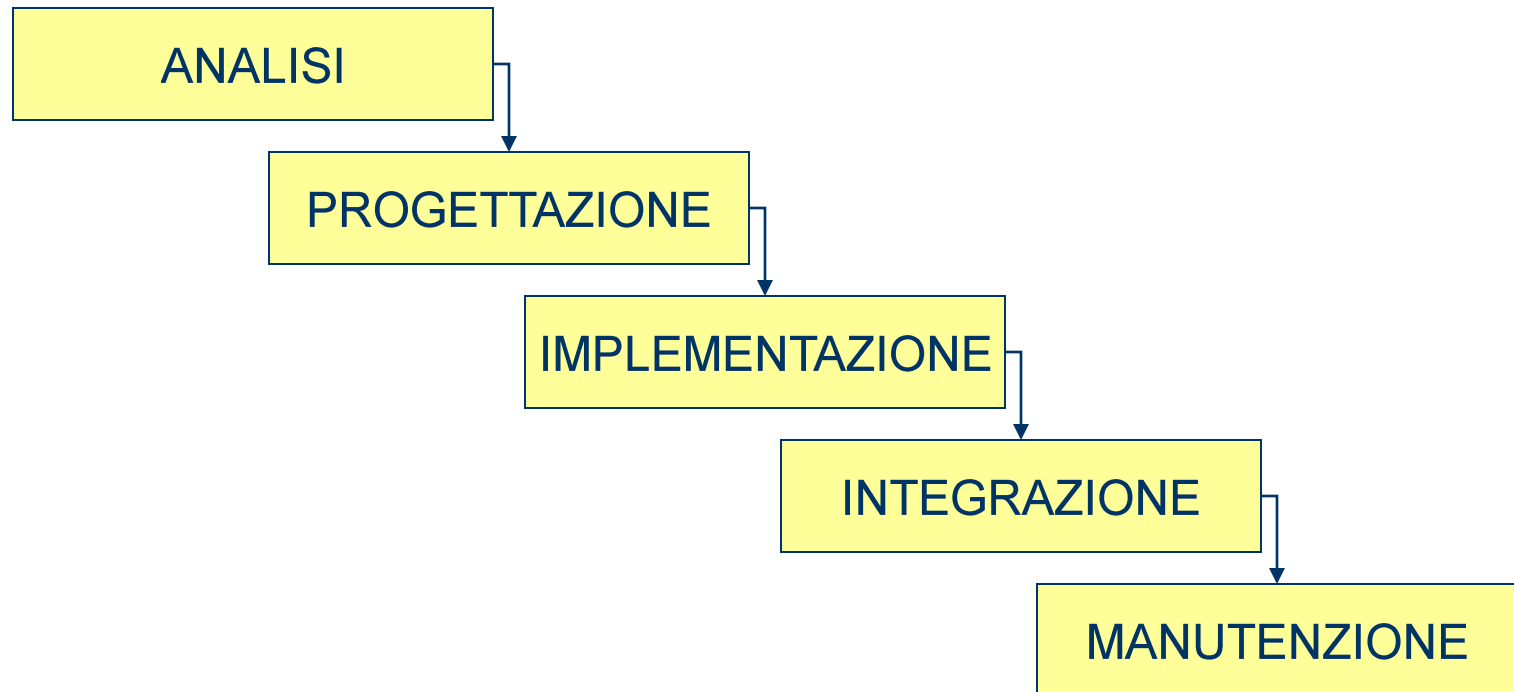 ANALISI
PROGETTAZIONE
IMPLEMENTAZIONE
INTEGRAZIONE
MANUTENZIONE